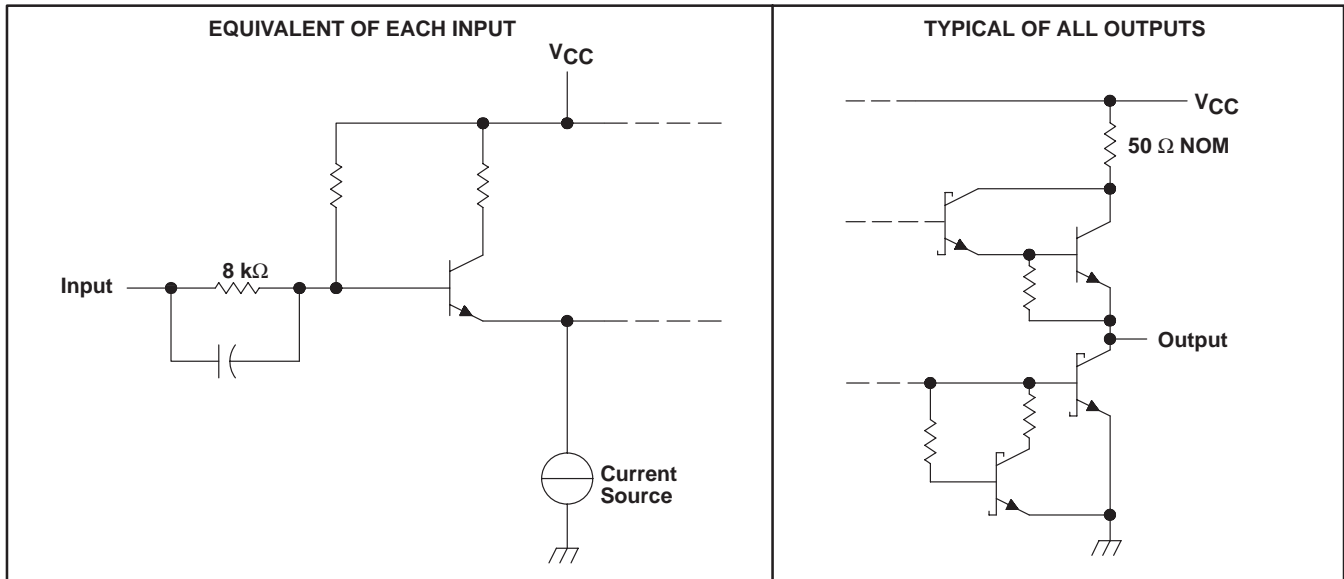 EQUIVALENT OF EACH INPUT
VCC
8 kΩ
Input
Current
Source
TYPICAL OF ALL OUTPUTS
VCC
50 Ω NOM
Output